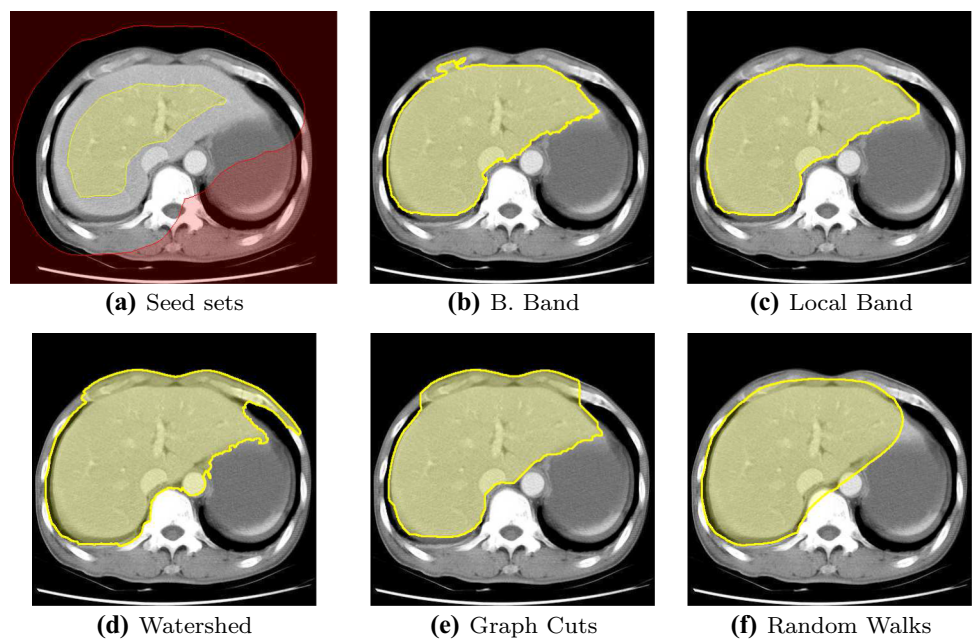 (a) Seed sets
(b) B. Band
(c) Local Band
(d) Watershed
(e) Graph Cuts
(f) Random Walks